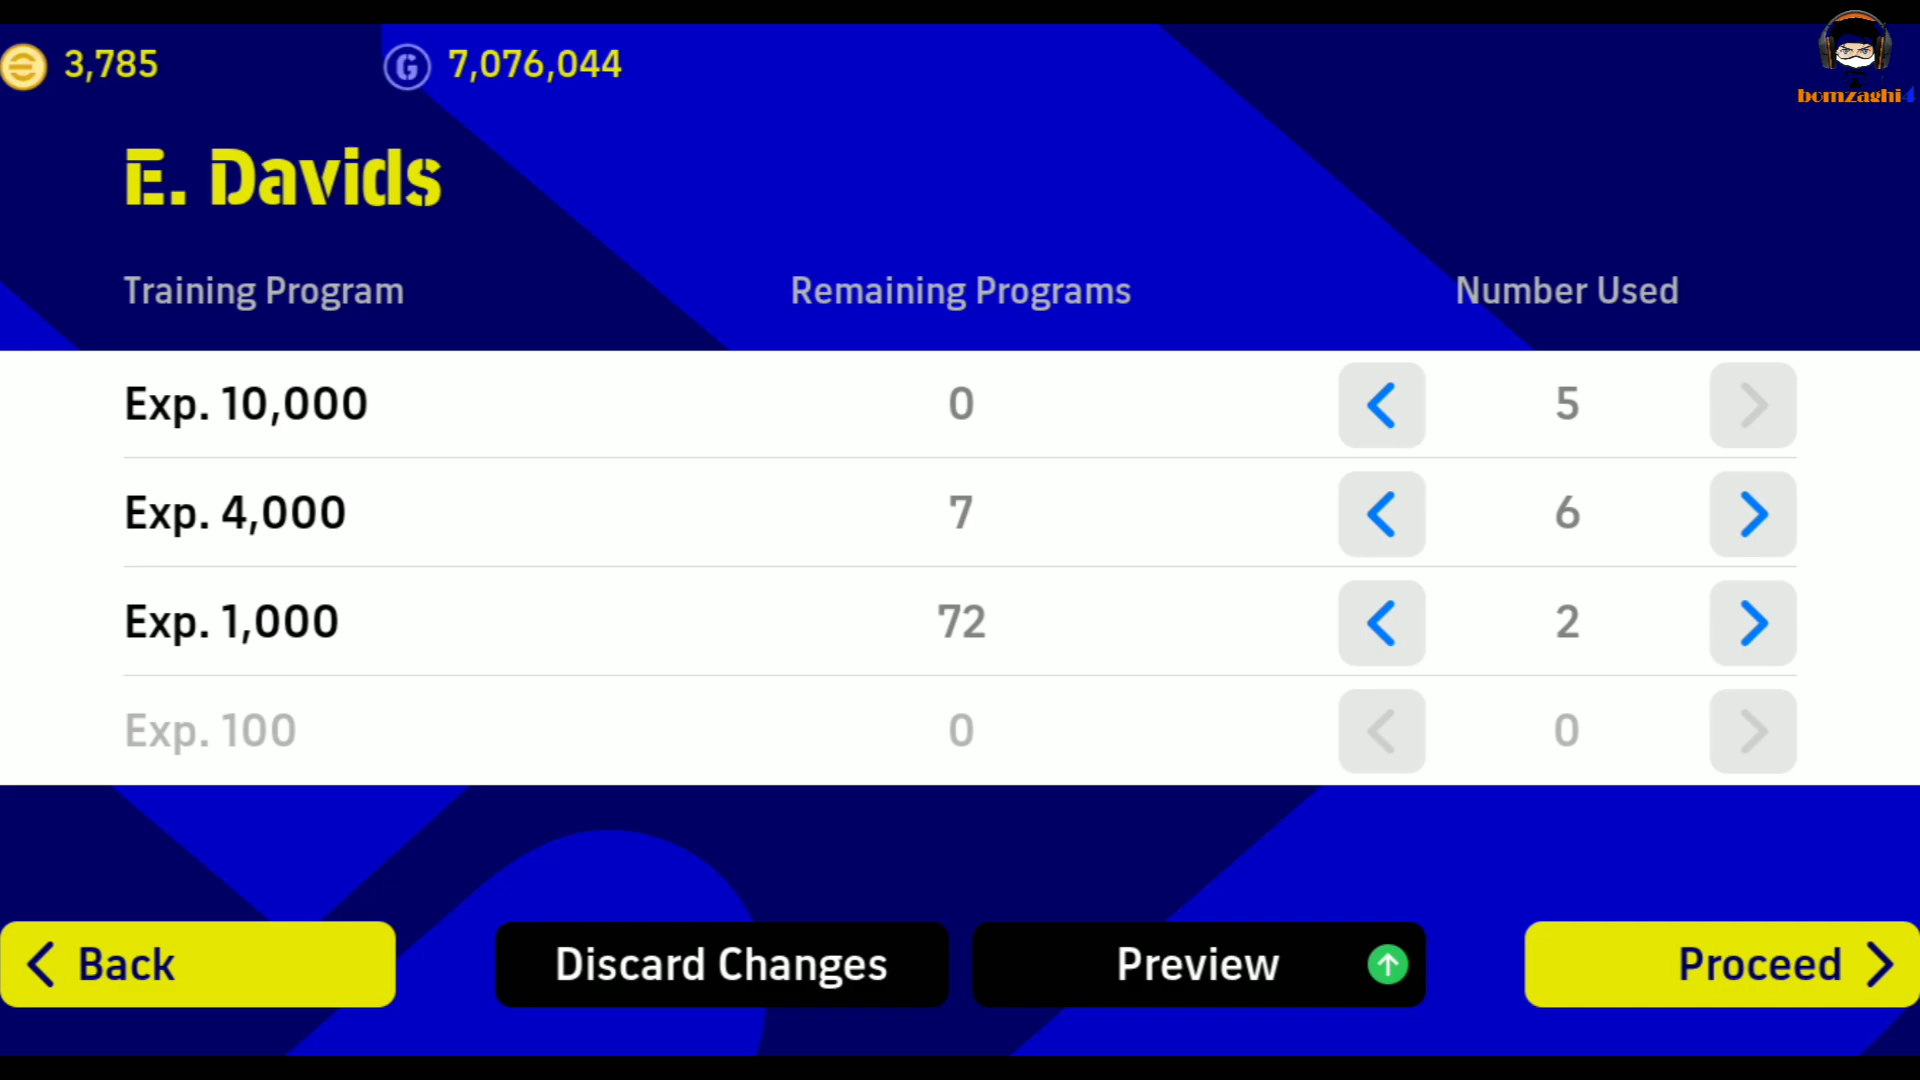 3,785 7,076,044
bomzaghi4
E. Davids
Training Program Remaining Programs Number Used
Exp. 10,000 0 5
Exp. 4,000 7 6
Exp. 1,000 72 2
Exp. 100 0 0
Back Discard Changes Preview Proceed